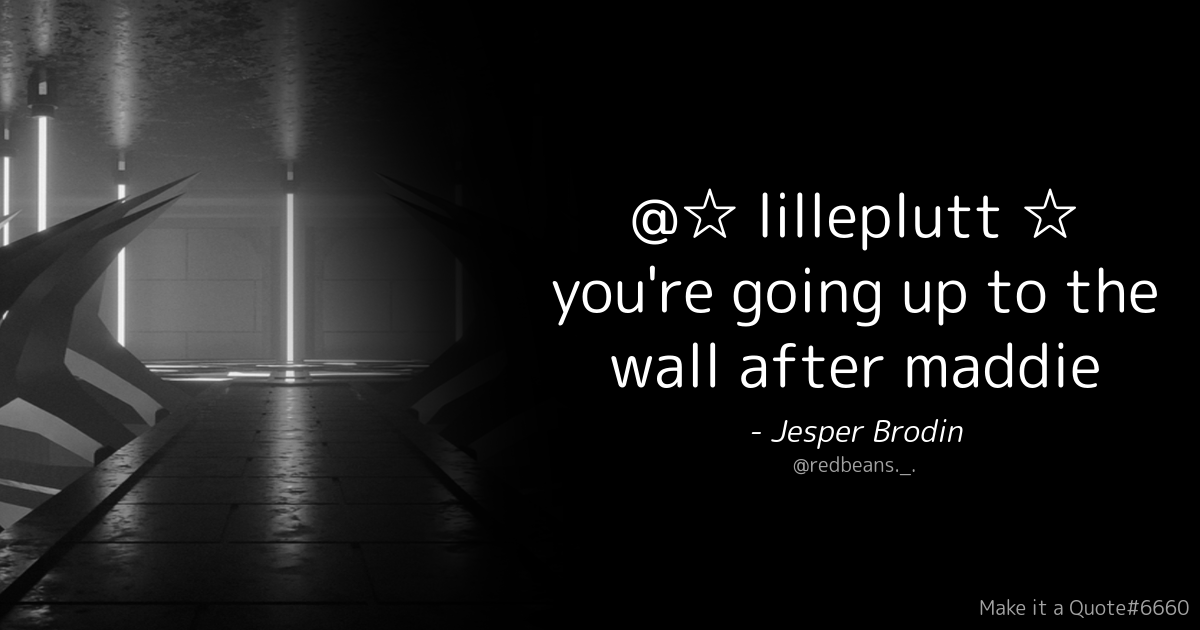 @☆ lilleplutt ☆
you're going up to the
wall after maddie
- Jesper Brodin
@redbeans._.
Make it a Quote#6660